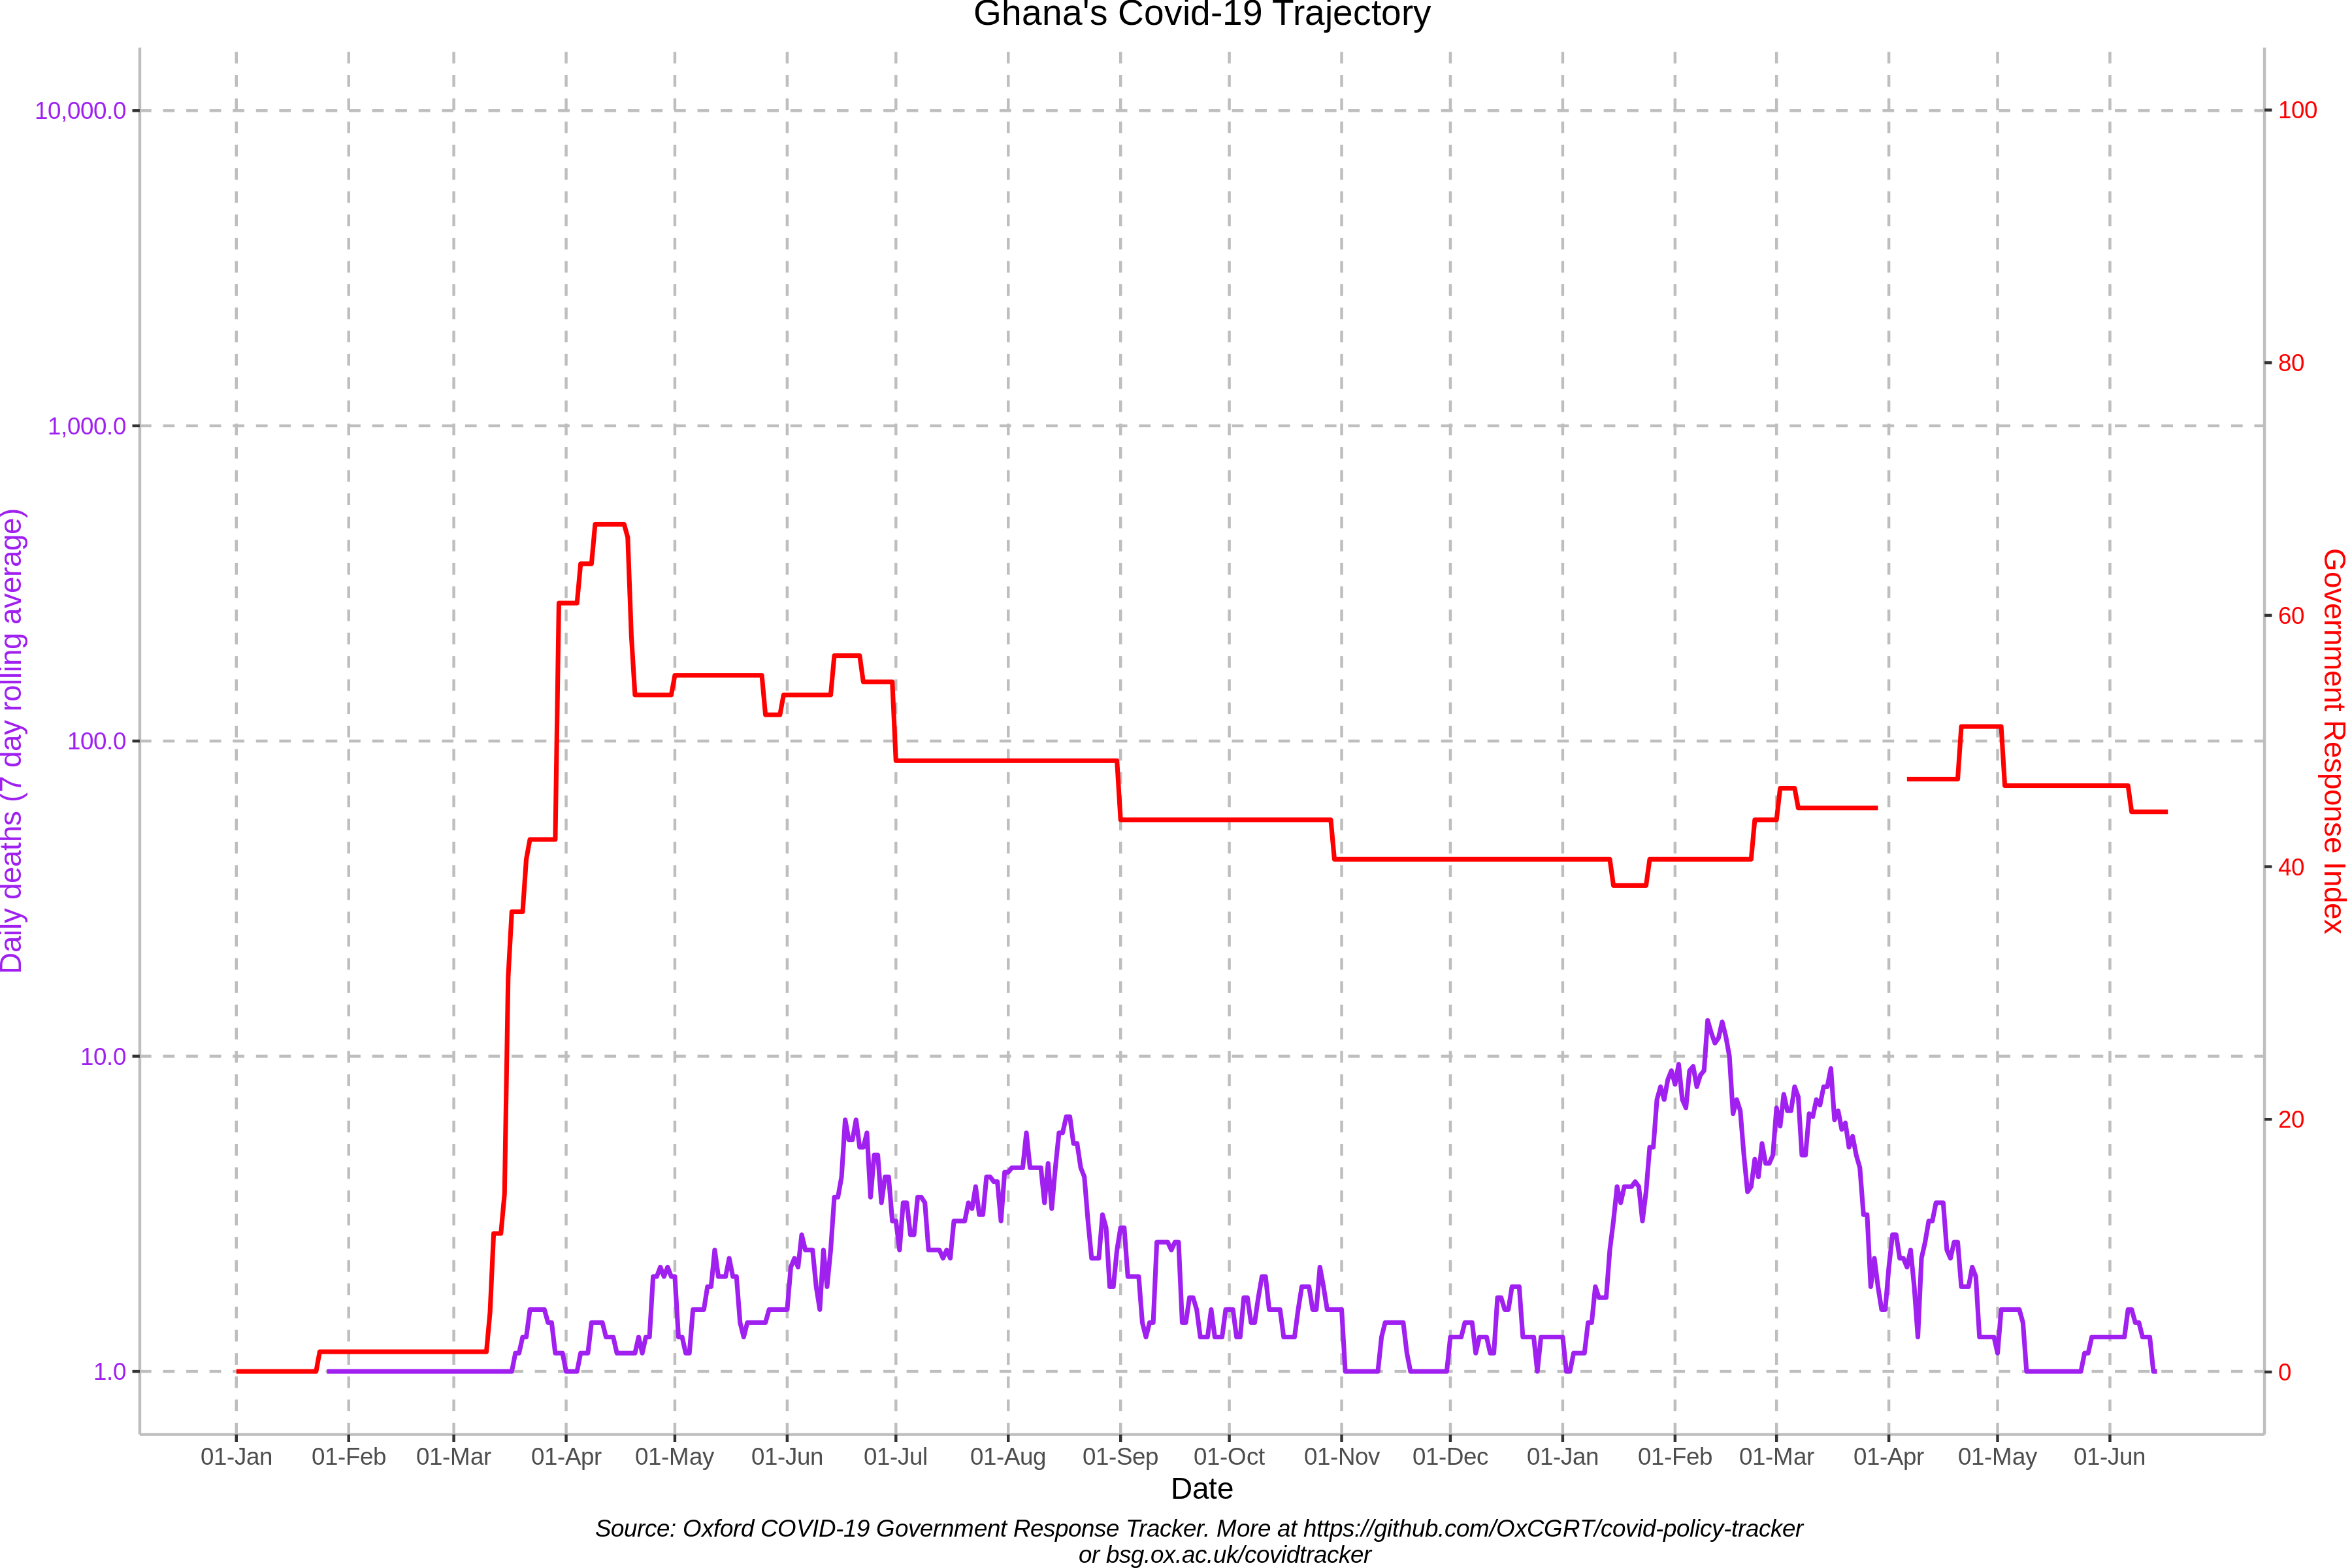 Ghana's Covid-19 Trajectory
10,000.0
1,000.0
100.0
10.0
1.0
Daily deaths (7 day rolling average)
100
80
60
40
20
0
Government Response Index
01-Jan 01-Feb 01-Mar 01-Apr 01-May 01-Jun 01-Jul 01-Aug 01-Sep 01-Oct 01-Nov 01-Dec 01-Jan 01-Feb 01-Mar 01-Apr 01-May 01-Jun
Date
Source: Oxford COVID-19 Government Response Tracker. More at https://github.com/OxCGRT/covid-policy-tracker
or bsg.ox.ac.uk/covidtracker